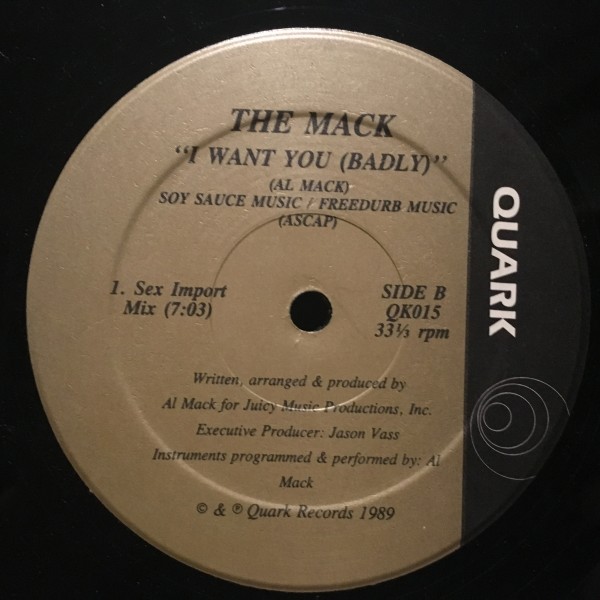 THE MACK
"I WANT YOU (BADLY)"
(AL MACK)
SOY SAUCE MUSIC / FREEDURB MUSIC
(ASCAP)
1. Sex Import
Mix (7:03)
SIDE B
QK015
33⅓ rpm
QUARK
Written, arranged & produced by
Al Mack for Juicy Music Productions, Inc.
Executive Producer: Jason Vass
Instruments programmed & performed by: Al
Mack
© & ℗ Quark Records 1989